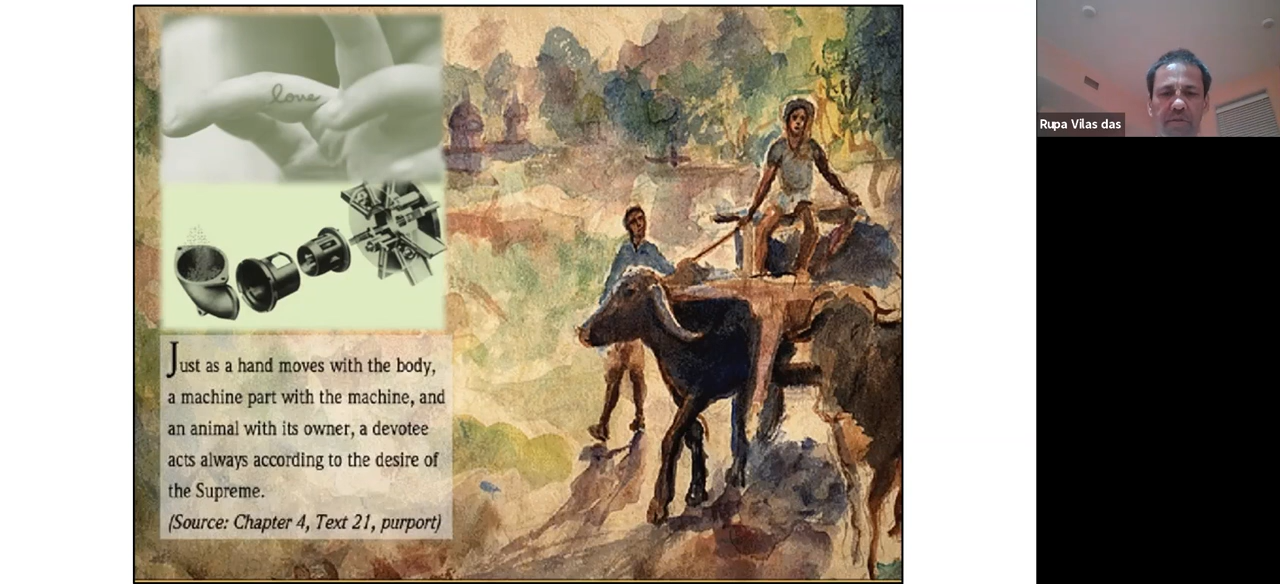 love
Just as a hand moves with the body,
a machine part with the machine, and
an animal with its owner, a devotee
acts always according to the desire of
the Supreme.
(Source: Chapter 4, Text 21, purport)
Rupa Vilas das